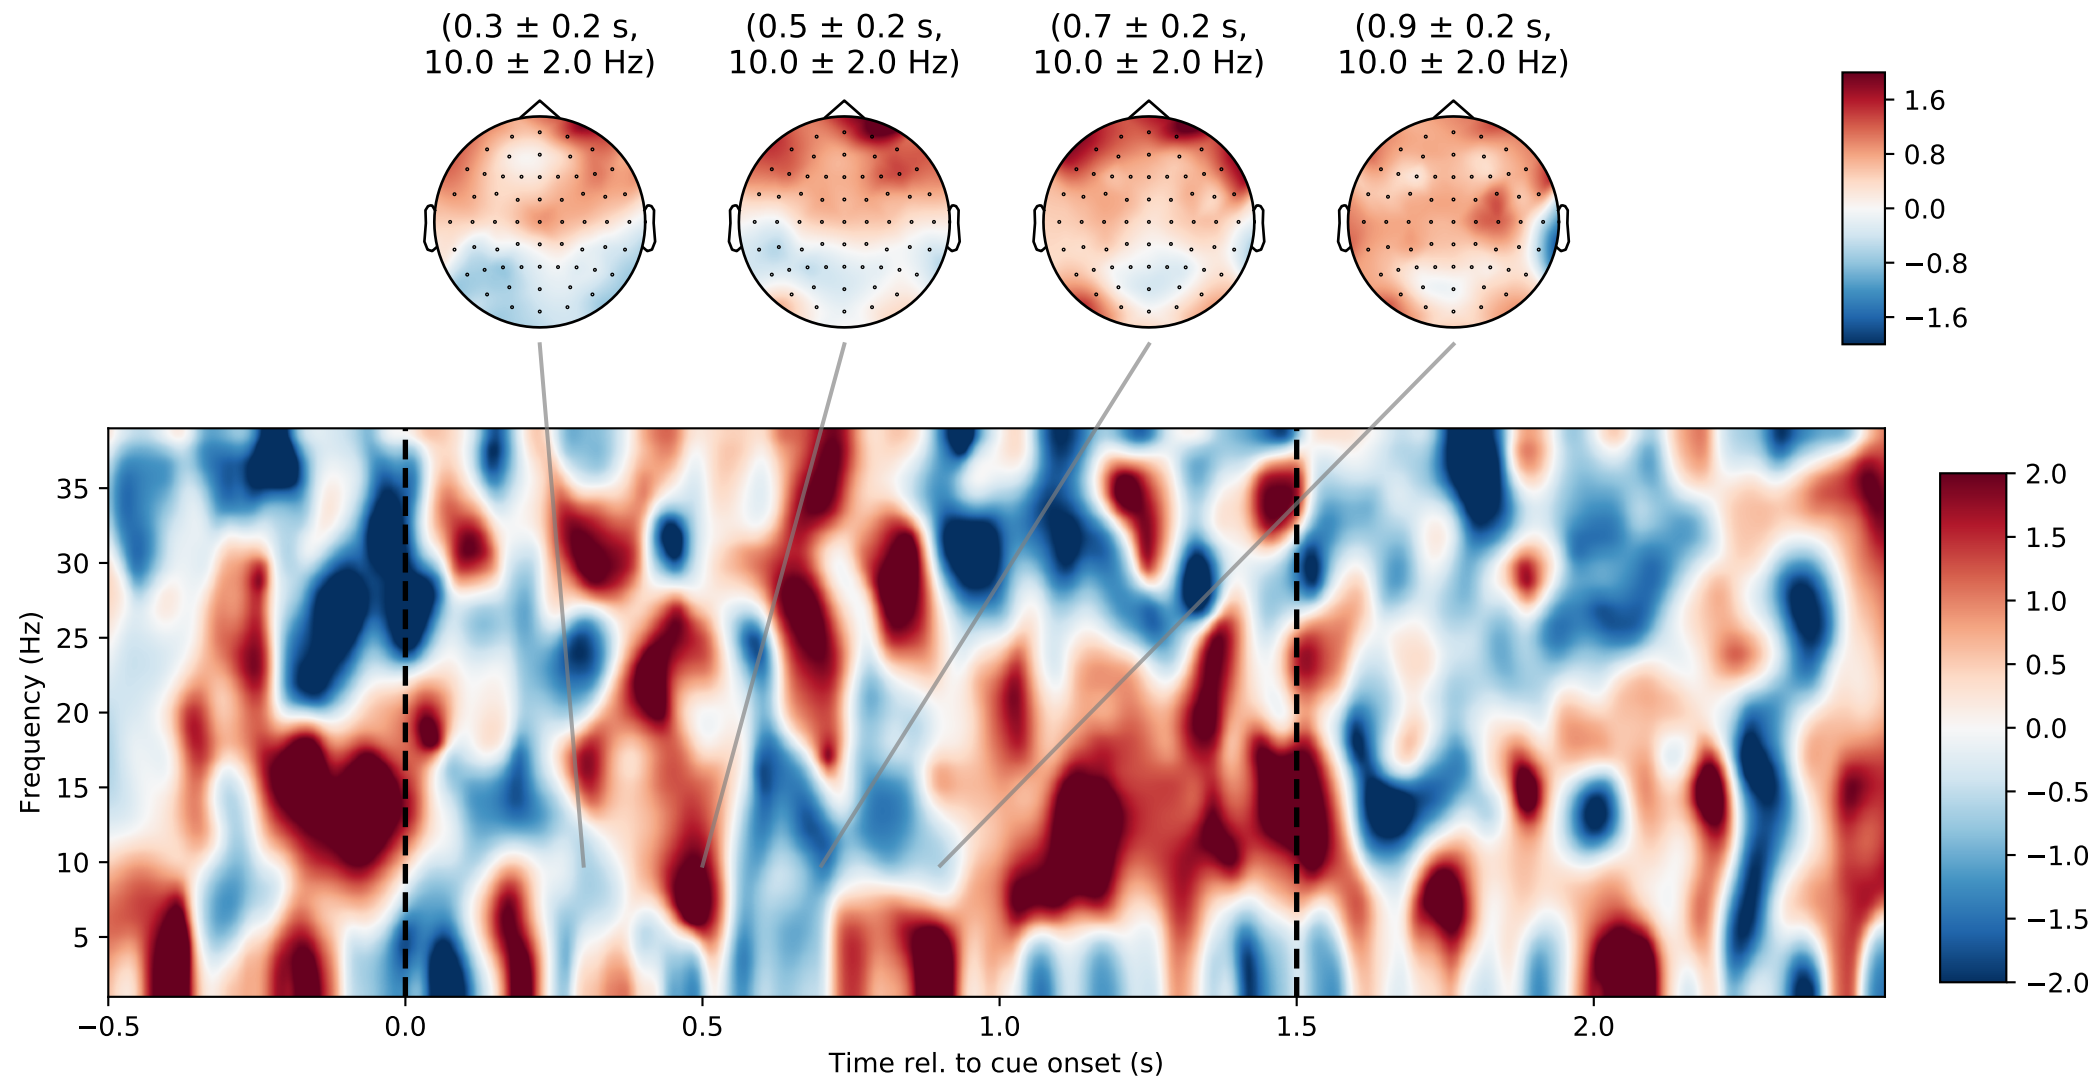 (0.3 ± 0.2 s,
10.0 ± 2.0 Hz)
(0.5 ± 0.2 s,
10.0 ± 2.0 Hz)
(0.7 ± 0.2 s,
10.0 ± 2.0 Hz)
(0.9 ± 0.2 s,
10.0 ± 2.0 Hz)
1.6
0.8
0.0
−0.8
−1.6
Frequency (Hz)
35
30
25
20
15
10
5
−0.5
0.0
0.5
1.0
1.5
2.0
Time rel. to cue onset (s)
2.0
1.5
1.0
0.5
0.0
−0.5
−1.0
−1.5
−2.0